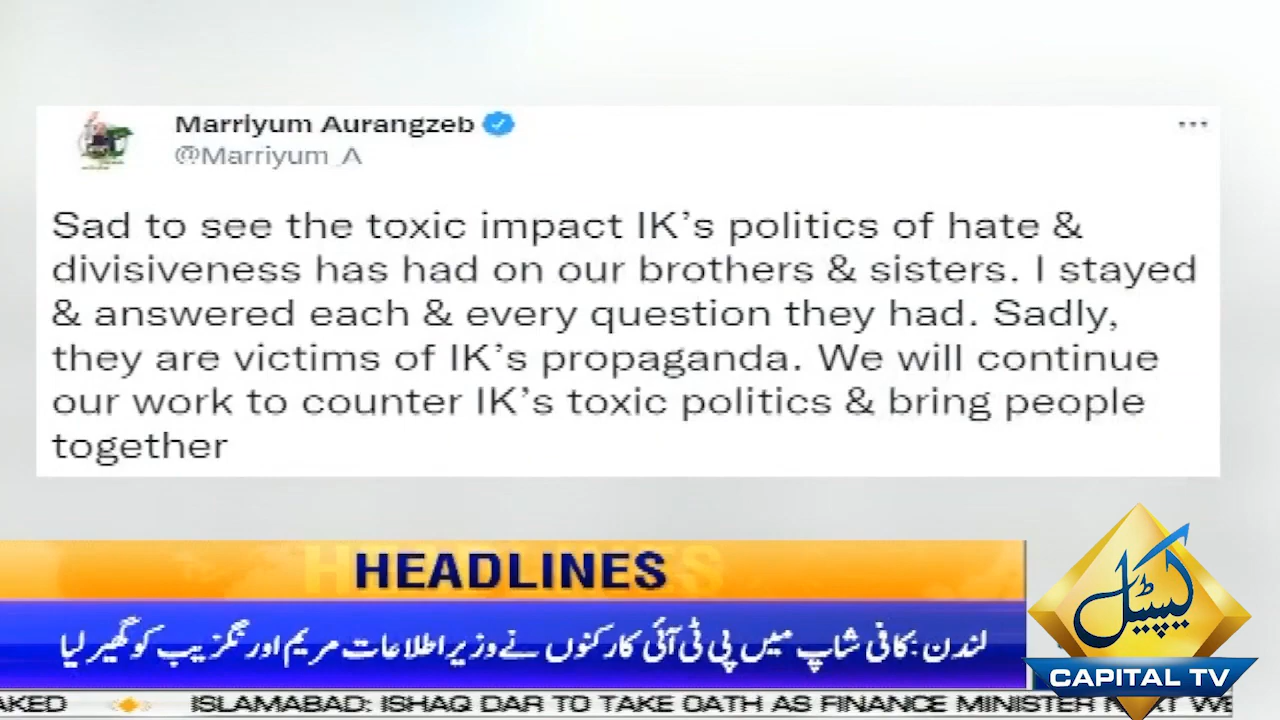 Marriyum Aurangzeb
@Marriyum_A
Sad to see the toxic impact IK's politics of hate &
divisiveness has had on our brothers & sisters. I stayed
& answered each & every question they had. Sadly,
they are victims of IK's propaganda. We will continue
our work to counter IK's toxic politics & bring people
together
HEADLINES
لندن: کافی شاپ میں پی ٹی آئی کارکنوں نے وزیر اطلاعات مریم اورنگزیب کو گھیر لیا
کیپیٹل
CAPITAL TV
AKED ISLAMABAD: ISHAQ DAR TO TAKE OATH AS FINANCE MINISTER